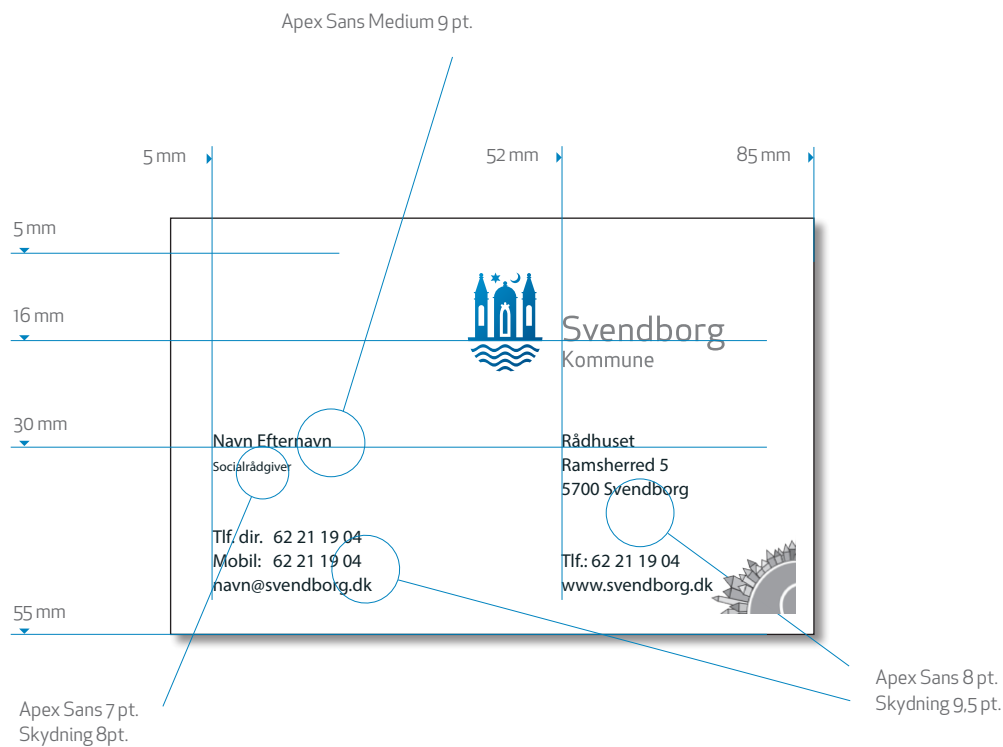 Apex Sans Medium 9 pt.
5 mm
52 mm
85 mm
5 mm
16 mm
30 mm
55 mm
Svendborg
Kommune
Navn Efternavn
Socialrådgiver
Tlf. dir. 62 21 19 04
Mobil: 62 21 19 04
navn@svendborg.dk
Rådhuset
Ramsherred 5
5700 Svendborg
Tlf.: 62 21 19 04
www.svendborg.dk
Apex Sans 7 pt.
Skydning 8pt.
Apex Sans 8 pt.
Skydning 9,5 pt.